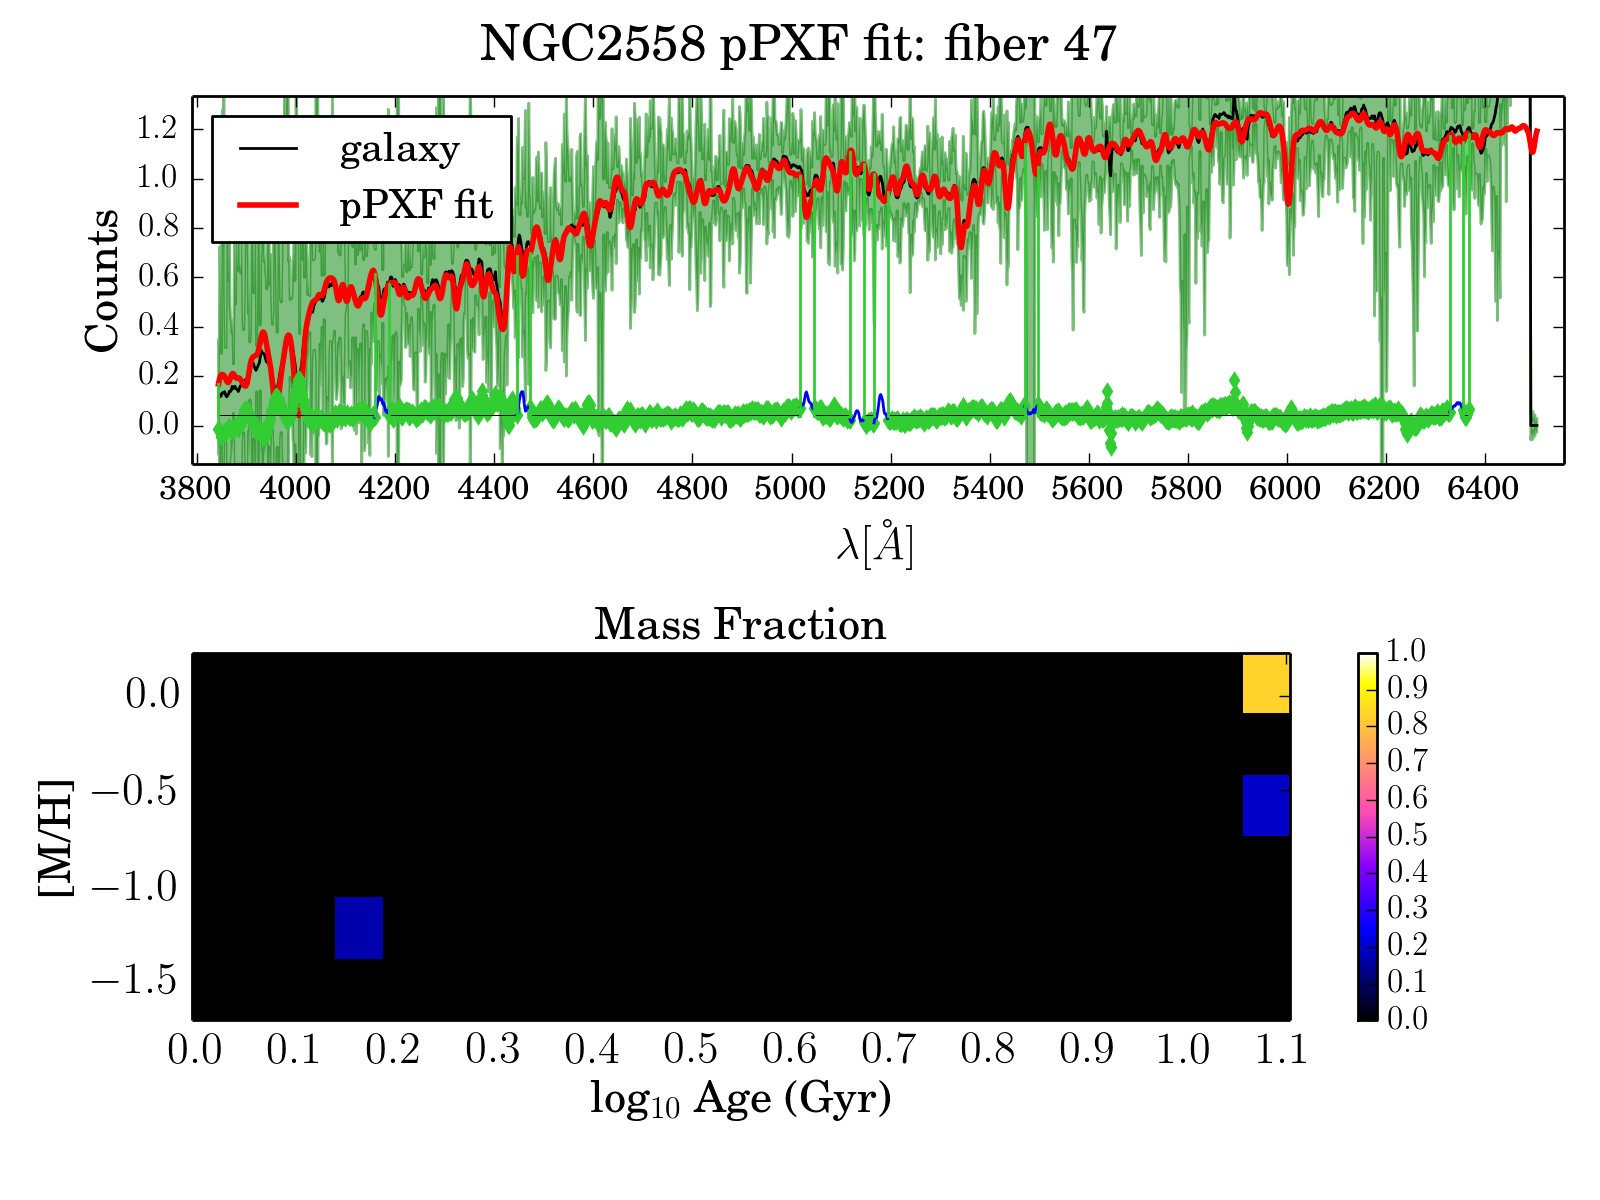 NGC2558 pPXF fit: fiber 47
galaxy
pPXF fit
Counts
1.2
1.0
0.8
0.6
0.4
0.2
0.0
3800 4000 4200 4400 4600 4800 5000 5200 5400 5600 5800 6000 6200 6400
λ[Å]
Mass Fraction
[M/H]
0.0
−0.5
−1.0
−1.5
0.0 0.1 0.2 0.3 0.4 0.5 0.6 0.7 0.8 0.9 1.0 1.1
log₁₀ Age (Gyr)
1.0
0.9
0.8
0.7
0.6
0.5
0.4
0.3
0.2
0.1
0.0